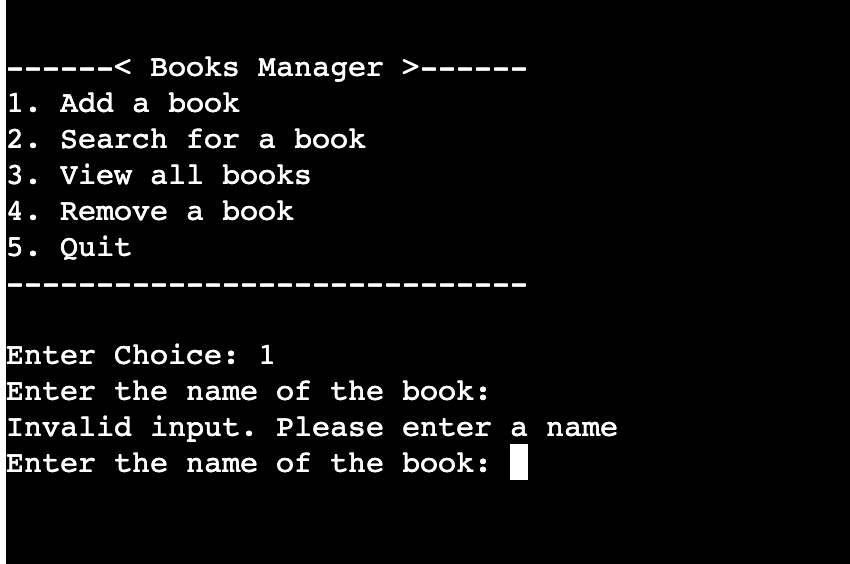 ------< Books Manager >------
1. Add a book
2. Search for a book
3. View all books
4. Remove a book
5. Quit
-----------------------------
Enter Choice: 1
Enter the name of the book:
Invalid input. Please enter a name
Enter the name of the book: